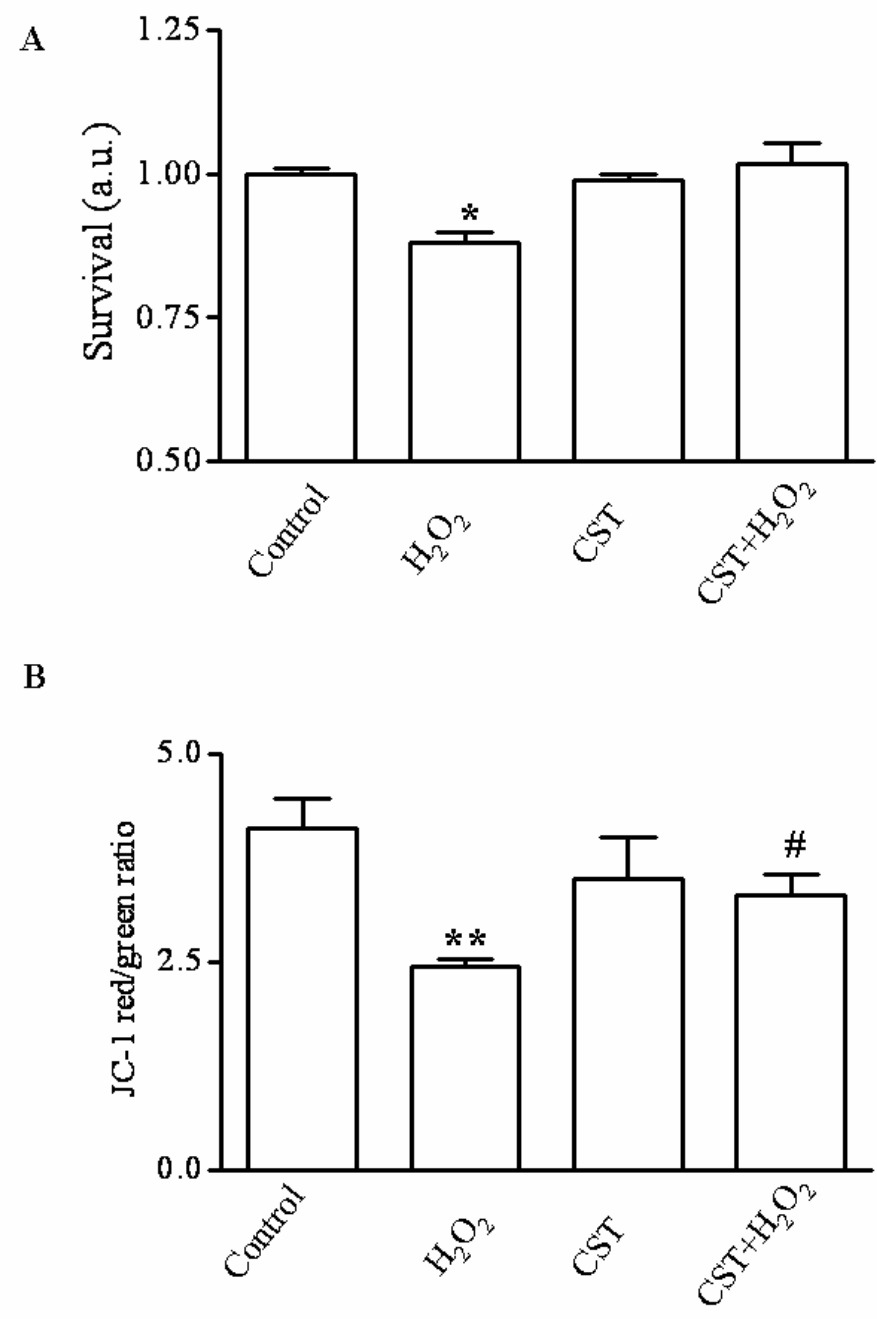 A
Survival (a.u.)
1.25
1.00
0.75
0.50
*
Control
H₂O₂
CST
CST+H₂O₂
B
JC-1 red/green ratio
5.0
2.5
0.0
**
#
Control
H₂O₂
CST
CST+H₂O₂